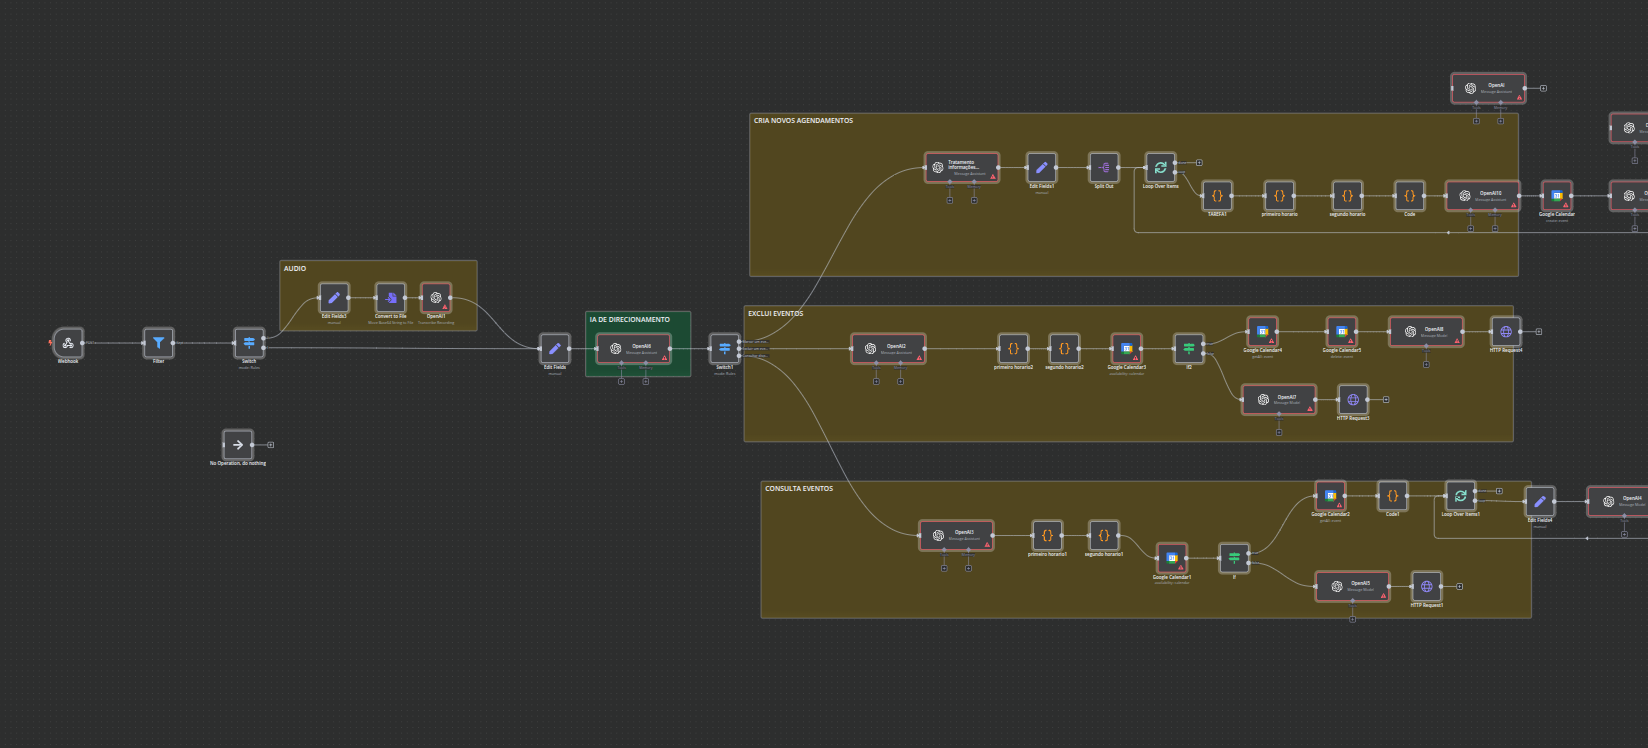 OpenAI
Message Assistant
CRIA NOVOS AGENDAMENTOS
Tratamento
informações...
Message Assistant
Edit Fields1
manual
Split Out
Loop Over Items
TAREFA1
primeiro horario
segundo horario
Code
OpenAI10
Message Assistant
Google Calendar
create: event
AUDIO
Edit Fields3
manual
Convert to File
Move Base64 String to File
OpenAI1
Transcribe Recording
Webhook
Filter
Switch
mode: Rules
Edit Fields
manual
IA DE DIRECIONAMENTO
OpenAI6
Message Assistant
Switch1
mode: Rules
EXCLUI EVENTOS
OpenAI2
Message Assistant
primeiro horario2
segundo horario2
Google Calendar3
availability: calendar
If2
Google Calendar4
getAll: event
Google Calendar5
delete: event
OpenAI8
Message Model
HTTP Request4
OpenAI7
Message Model
HTTP Request3
No Operation, do nothing
CONSULTA EVENTOS
OpenAI3
Message Assistant
primeiro horario1
segundo horario1
Google Calendar1
availability: calendar
If
Google Calendar2
getAll: event
Code1
Loop Over Items1
Edit Fields4
manual
OpenAI4
Message Model
OpenAI5
Message Model
HTTP Request1